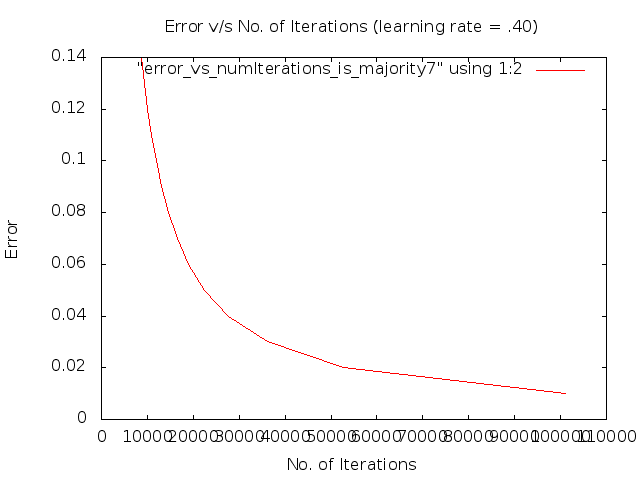 Error v/s No. of Iterations (learning rate = .40)
"error_vs_numIterations_is_majority7" using 1:2
0.14
0.12
0.1
0.08
0.06
0.04
0.02
0
Error
0 10000 20000 30000 40000 50000 60000 70000 80000 90000 100000 110000
No. of Iterations